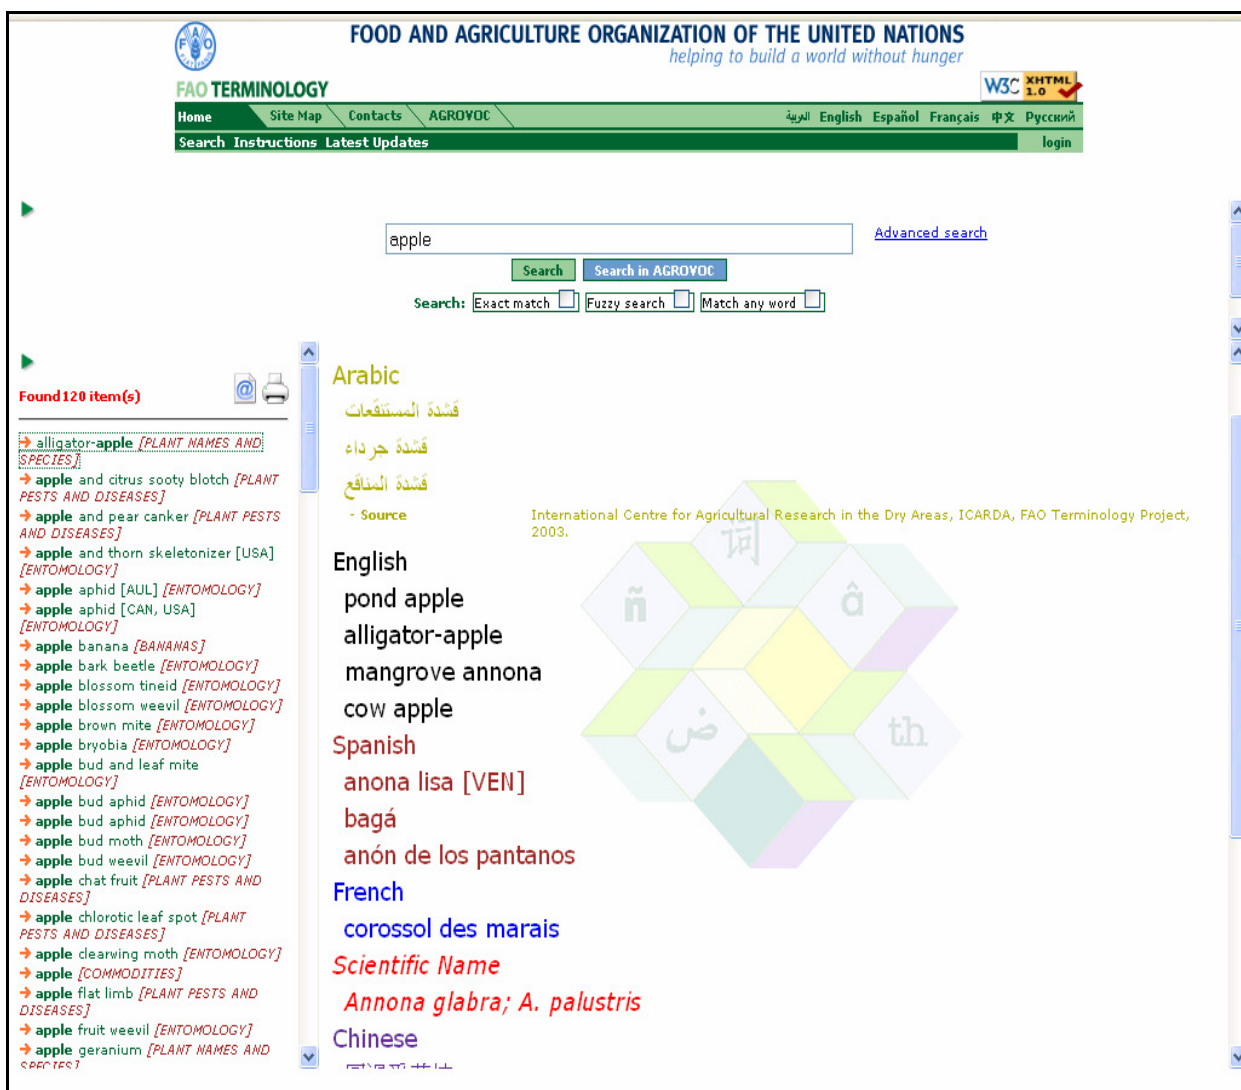 FOOD AND AGRICULTURE ORGANIZATION OF THE UNITED NATIONS
helping to build a world without hunger
FAO TERMINOLOGY
W3C XHTML 1.0
Home Site Map Contacts AGROVOC العربية English Español Français 中文 Русский
Search Instructions Latest Updates login
apple
Advanced search
Search Search in AGROVOC
Search: Exact match Fuzzy search Match any word
Found120 item(s)
alligator-apple [PLANT NAMES AND
SPECIES]
apple and citrus sooty blotch [PLANT
PESTS AND DISEASES]
apple and pear canker [PLANT PESTS
AND DISEASES]
apple and thorn skeletonizer [USA]
[ENTOMOLOGY]
apple aphid [AUL] [ENTOMOLOGY]
apple aphid [CAN, USA]
[ENTOMOLOGY]
apple banana [BANANAS]
apple bark beetle [ENTOMOLOGY]
apple blossom tineid [ENTOMOLOGY]
apple blossom weevil [ENTOMOLOGY]
apple brown mite [ENTOMOLOGY]
apple bryobia [ENTOMOLOGY]
apple bud and leaf mite
[ENTOMOLOGY]
apple bud aphid [ENTOMOLOGY]
apple bud aphid [ENTOMOLOGY]
apple bud moth [ENTOMOLOGY]
apple bud weevil [ENTOMOLOGY]
apple chat fruit [PLANT PESTS AND
DISEASES]
apple chlorotic leaf spot [PLANT
PESTS AND DISEASES]
apple clearwing moth [ENTOMOLOGY]
apple [COMMODITIES]
apple flat limb [PLANT PESTS AND
DISEASES]
apple fruit weevil [ENTOMOLOGY]
apple geranium [PLANT NAMES AND
SPECIES]
Arabic
قشدة المستنقعات
قشدة جرداء
قشدة المناقع
- Source International Centre for Agricultural Research in the Dry Areas, ICARDA, FAO Terminology Project,
2003.
English
pond apple
alligator-apple
mangrove annona
cow apple
Spanish
anona lisa [VEN]
bagá
anón de los pantanos
French
corossol des marais
Scientific Name
Annona glabra; A. palustris
Chinese
词
ñ
â
ض
th